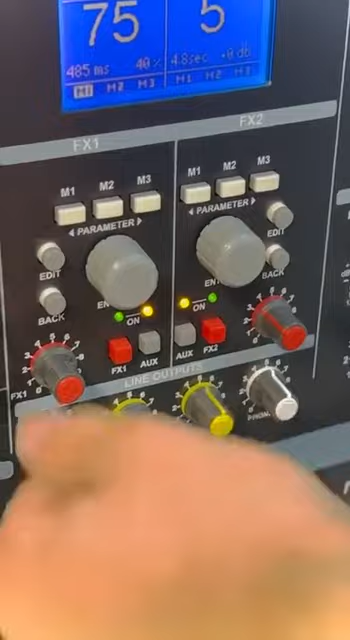 75 5
485 ms 40% 4.8sec +0 db
M1 M2 M3 M1 M2 M3
FX1 FX2
M1 M2 M3 M1 M2 M3
◄ PARAMETER ► ◄ PARAMETER ►
EDIT EDIT
BACK BACK
ON ON
FX1 AUX AUX FX2
FX1
LINE OUTPUTS